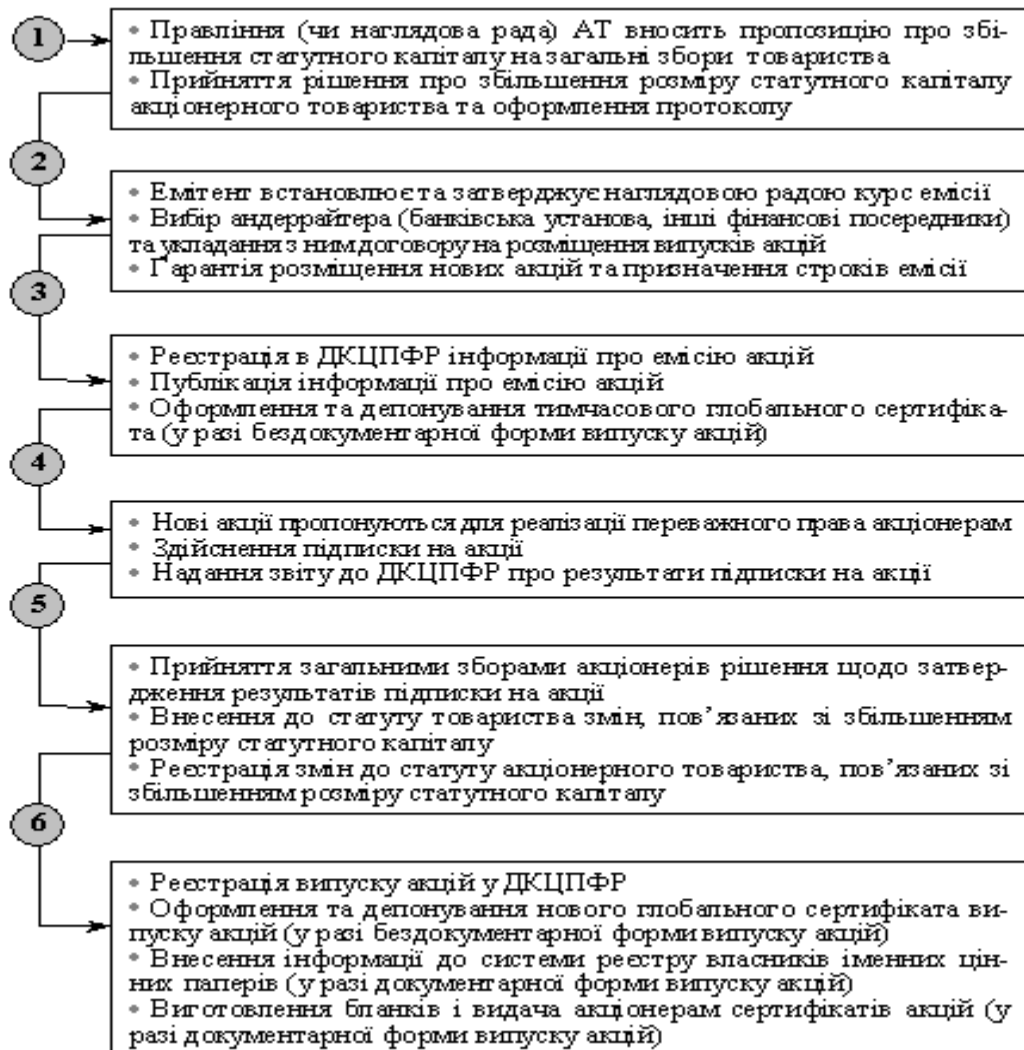 1
• Правління (чи наглядова рада) АТ вносить пропозицію про збі-
льшення статутного капіталу на загальні збори товариства
• Прийняття рішення про збільшення розміру статутного капіталу
акціонерного товариства та оформлення протоколу
2
• Емітент встановлює та затверджує наглядовою радою курс емісії
• Вибір андеррайтера (банківська установа, інші фінансові посередники)
та укладання з ним договору на розміщення випусків акцій
• Гарантія розміщення нових акцій та призначення строків емісії
3
• Реєстрація в ДКЦПФР інформації про емісію акцій
• Публікація інформації про емісію акцій
• Оформлення та депонування тимчасового глобального сертифіка-
та (у разі бездокументарної форми випуску акцій)
4
• Нові акції пропонуються для реалізації переважного права акціонерам
• Здійснення підписки на акції
• Надання звіту до ДКЦПФР про результати підписки на акції
5
• Прийняття загальними зборами акціонерів рішення щодо затвер-
дження результатів підписки на акції
• Внесення до статуту товариства змін, пов’язаних зі збільшенням
розміру статутного капіталу
• Реєстрація змін до статуту акціонерного товариства, пов’язаних зі
збільшенням розміру статутного капіталу
6
• Реєстрація випуску акцій у ДКЦПФР
• Оформлення та депонування нового глобального сертифіката ви-
пуску акцій (у разі бездокументарної форми випуску акцій)
• Внесення інформації до системи реєстру власників іменних цін-
них паперів (у разі документарної форми випуску акцій)
• Виготовлення бланків і видача акціонерам сертифікатів акцій (у
разі документарної форми випуску акцій)